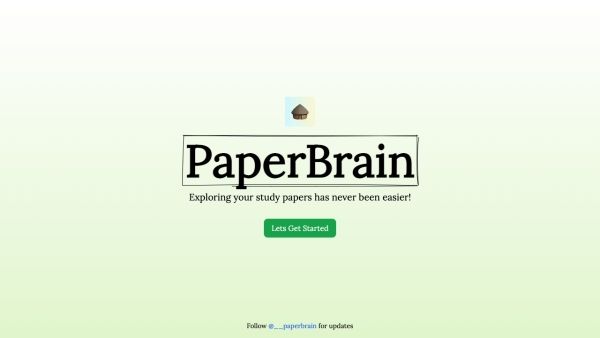 PaperBrain
Exploring your study papers has never been easier!
Lets Get Started
Follow @__paperbrain for updates